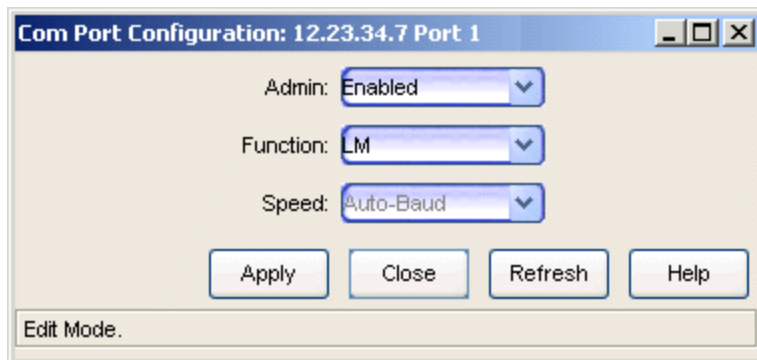 Com Port Configuration: 12.23.34.7 Port 1
Admin: Enabled
Function: LM
Speed: Auto-Baud
Apply Close Refresh Help
Edit Mode.